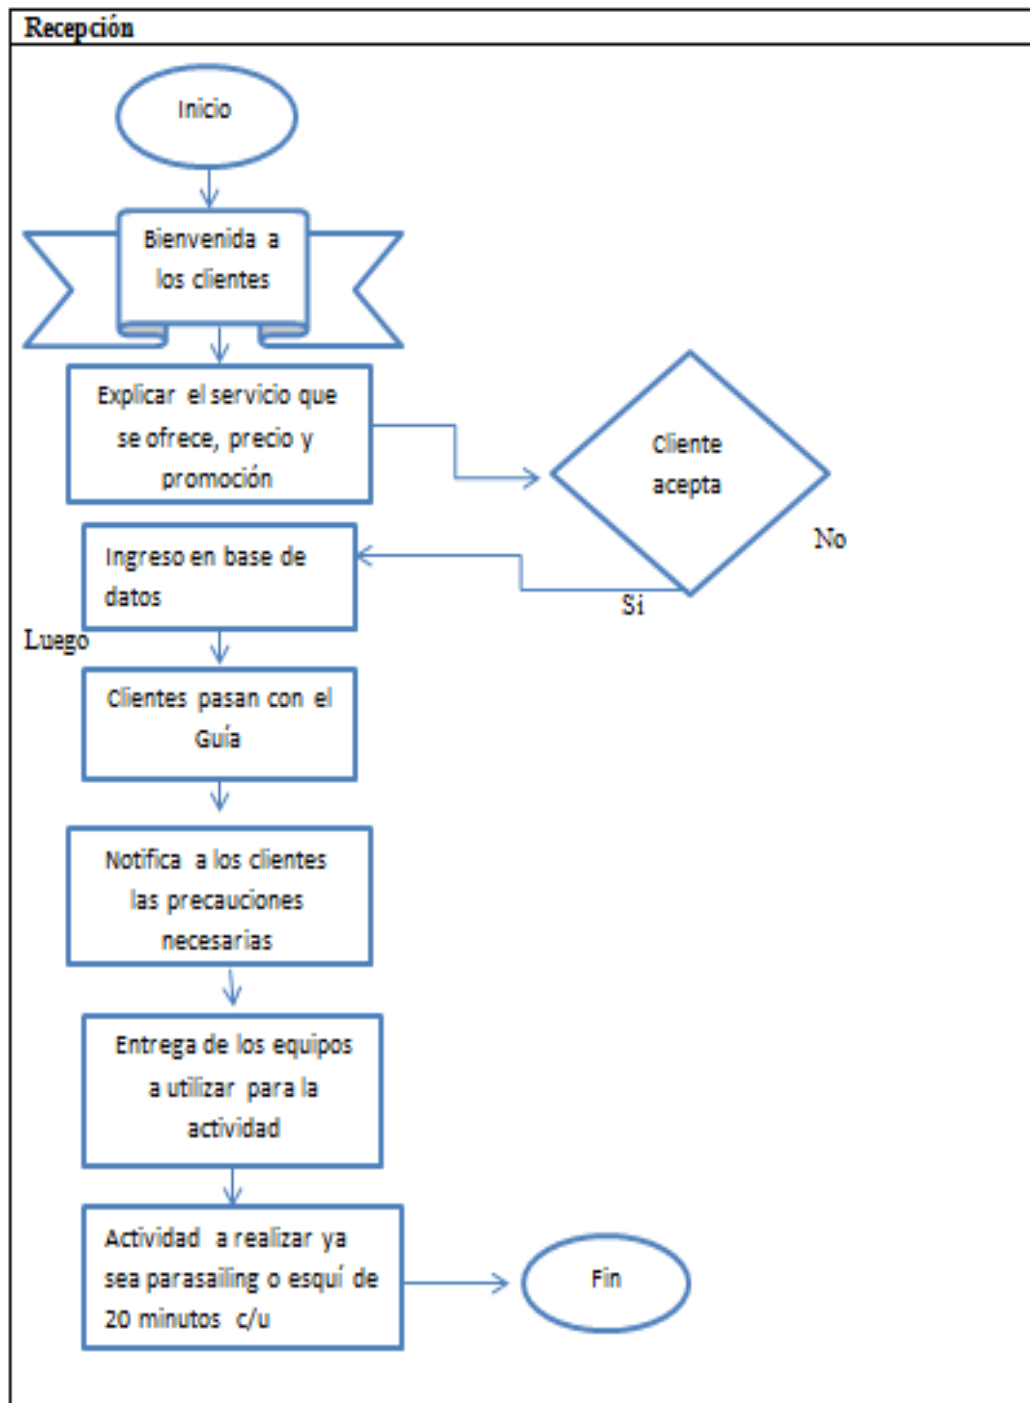 Recepción
Inicio
Bienvenida a
los clientes
Explicar el servicio que
se ofrece, precio y
promoción
Cliente
acepta
No
Si
Ingreso en base de
datos
Luego
Clientes pasan con el
Guía
Notifica a los clientes
las precauciones
necesarias
Entrega de los equipos
a utilizar para la
actividad
Actividad a realizar ya
sea parasailing o esquí de
20 minutos c/u
Fin